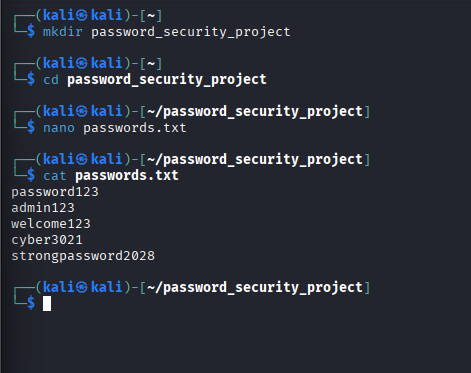 ┌──(kali㉿kali)-[~]
└─$ mkdir password_security_project
┌──(kali㉿kali)-[~]
└─$ cd password_security_project
┌──(kali㉿kali)-[~/password_security_project]
└─$ nano passwords.txt
┌──(kali㉿kali)-[~/password_security_project]
└─$ cat passwords.txt
password123
admin123
welcome123
cyber3021
strongpassword2028
┌──(kali㉿kali)-[~/password_security_project]
└─$